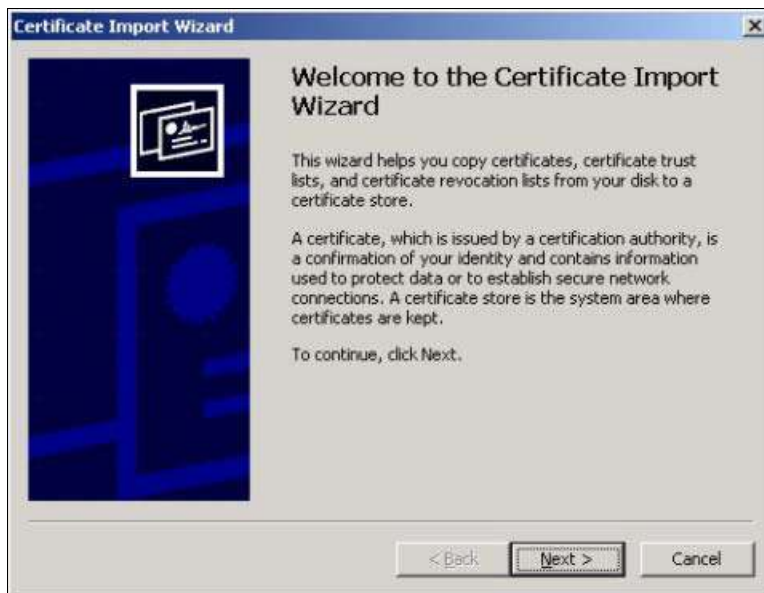 Certificate Import Wizard
Welcome to the Certificate Import
Wizard
This wizard helps you copy certificates, certificate trust
lists, and certificate revocation lists from your disk to a
certificate store.
A certificate, which is issued by a certification authority, is
a confirmation of your identity and contains information
used to protect data or to establish secure network
connections. A certificate store is the system area where
certificates are kept.
To continue, click Next.
< Back Next > Cancel